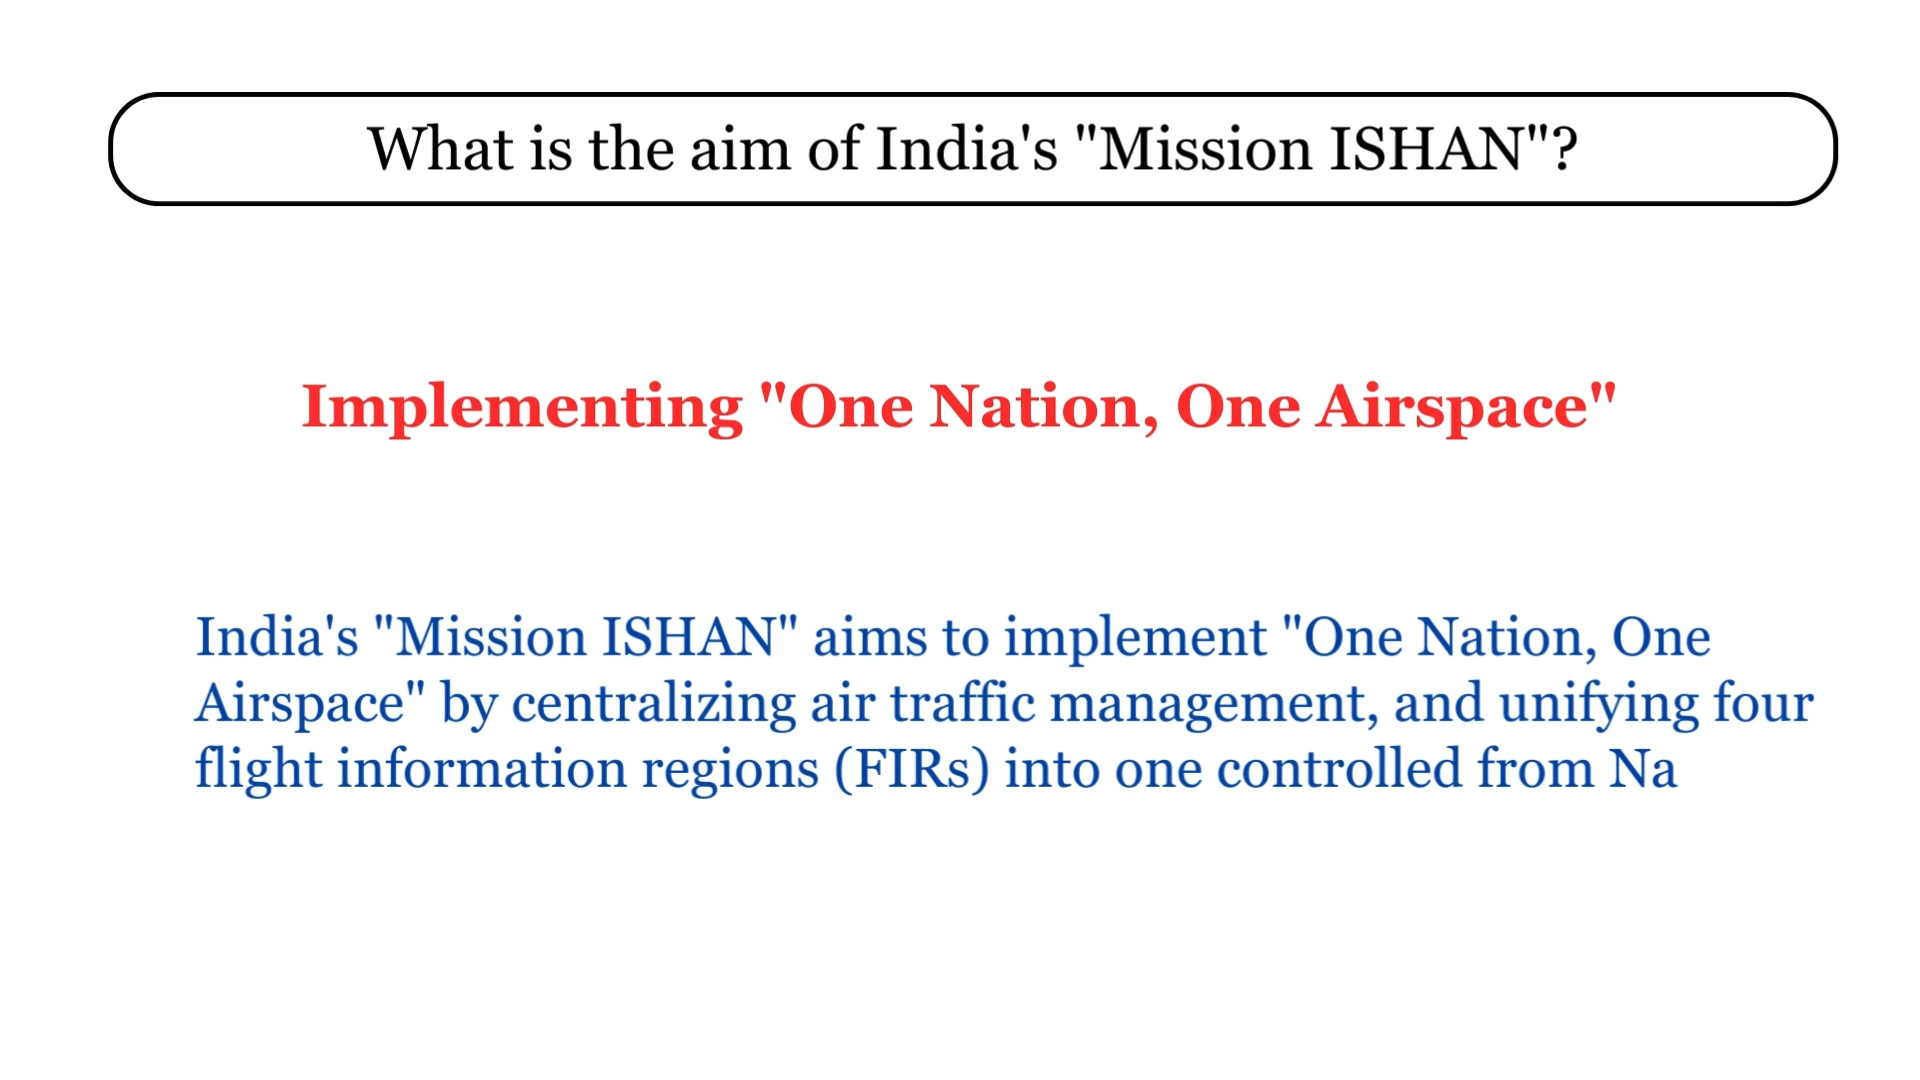 What is the aim of India's "Mission ISHAN"?
Implementing "One Nation, One Airspace"
India's "Mission ISHAN" aims to implement "One Nation, One
Airspace" by centralizing air traffic management, and unifying four
flight information regions (FIRs) into one controlled from Na